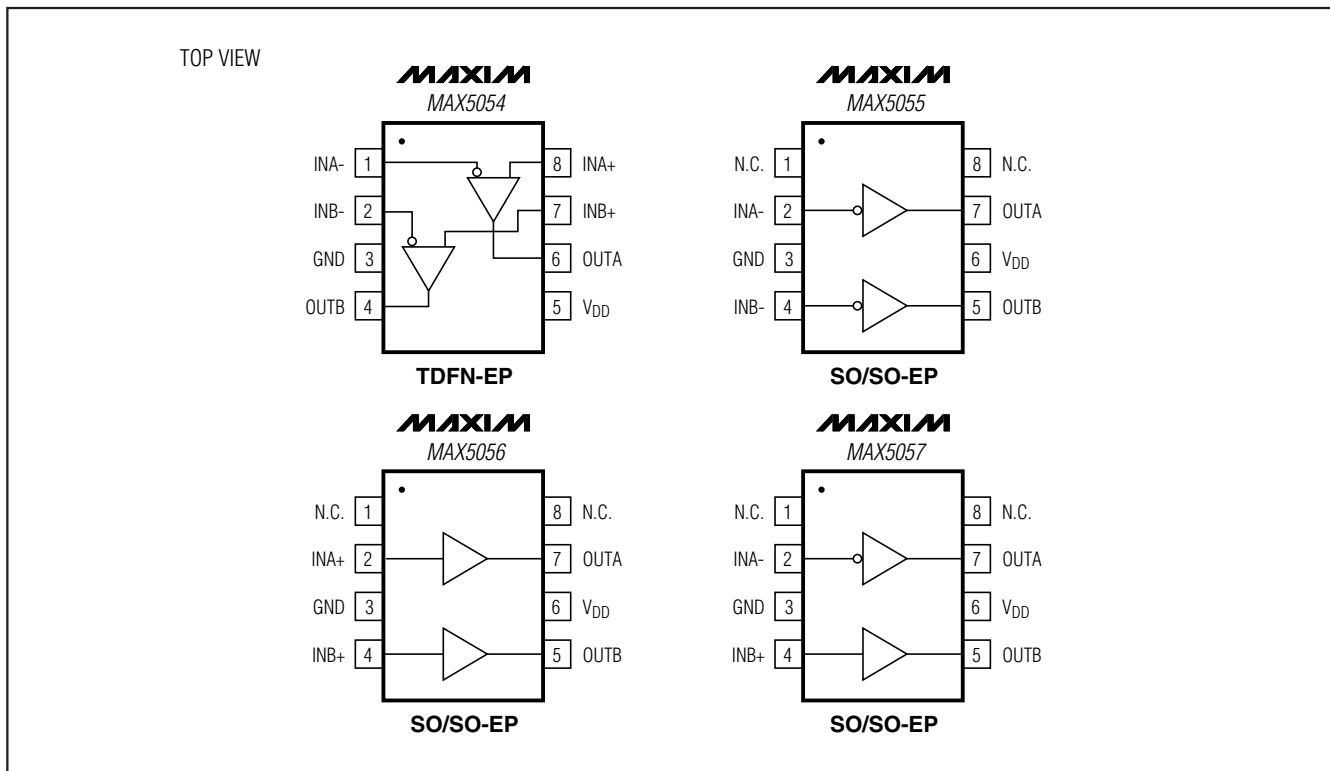 TOP VIEW
MAXIM
MAX5054
INA- 1 8 INA+
INB- 2 7 INB+
GND 3 6 OUTA
OUTB 4 5 VDD
TDFN-EP
MAXIM
MAX5055
N.C. 1 8 N.C.
INA- 2 7 OUTA
GND 3 6 VDD
INB- 4 5 OUTB
SO/SO-EP
MAXIM
MAX5056
N.C. 1 8 N.C.
INA+ 2 7 OUTA
GND 3 6 VDD
INB+ 4 5 OUTB
SO/SO-EP
MAXIM
MAX5057
N.C. 1 8 N.C.
INA- 2 7 OUTA
GND 3 6 VDD
INB+ 4 5 OUTB
SO/SO-EP